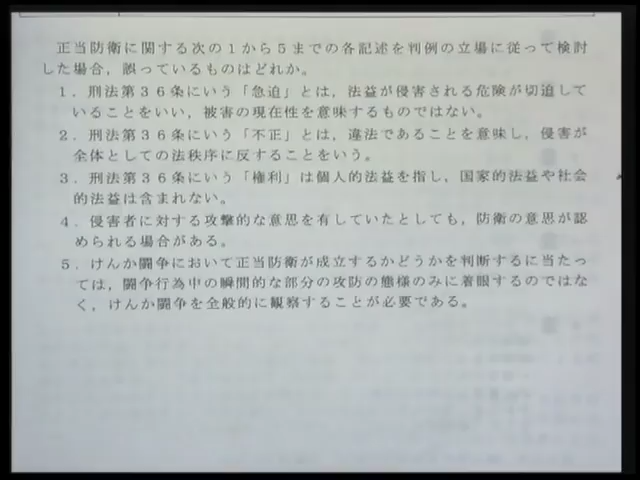 正当防衛に関する次の１から５までの各記述を判例の立場に従って検討
した場合，誤っているものはどれか。
１．刑法第３６条にいう「急迫」とは，法益が侵害される危険が切迫して
いることをいい，被害の現在性を意味するものではない。
２．刑法第３６条にいう「不正」とは，違法であることを意味し，侵害が
全体としての法秩序に反することをいう。
３．刑法第３６条にいう「権利」は個人的法益を指し，国家的法益や社会
的法益は含まれない。
４．侵害者に対する攻撃的な意思を有していたとしても，防衛の意思が認
められる場合がある。
５．けんか闘争において正当防衛が成立するかどうかを判断するに当たっ
ては，闘争行為中の瞬間的な部分の攻防の態様のみに着眼するのではな
く，けんか闘争を全般的に観察することが必要である。